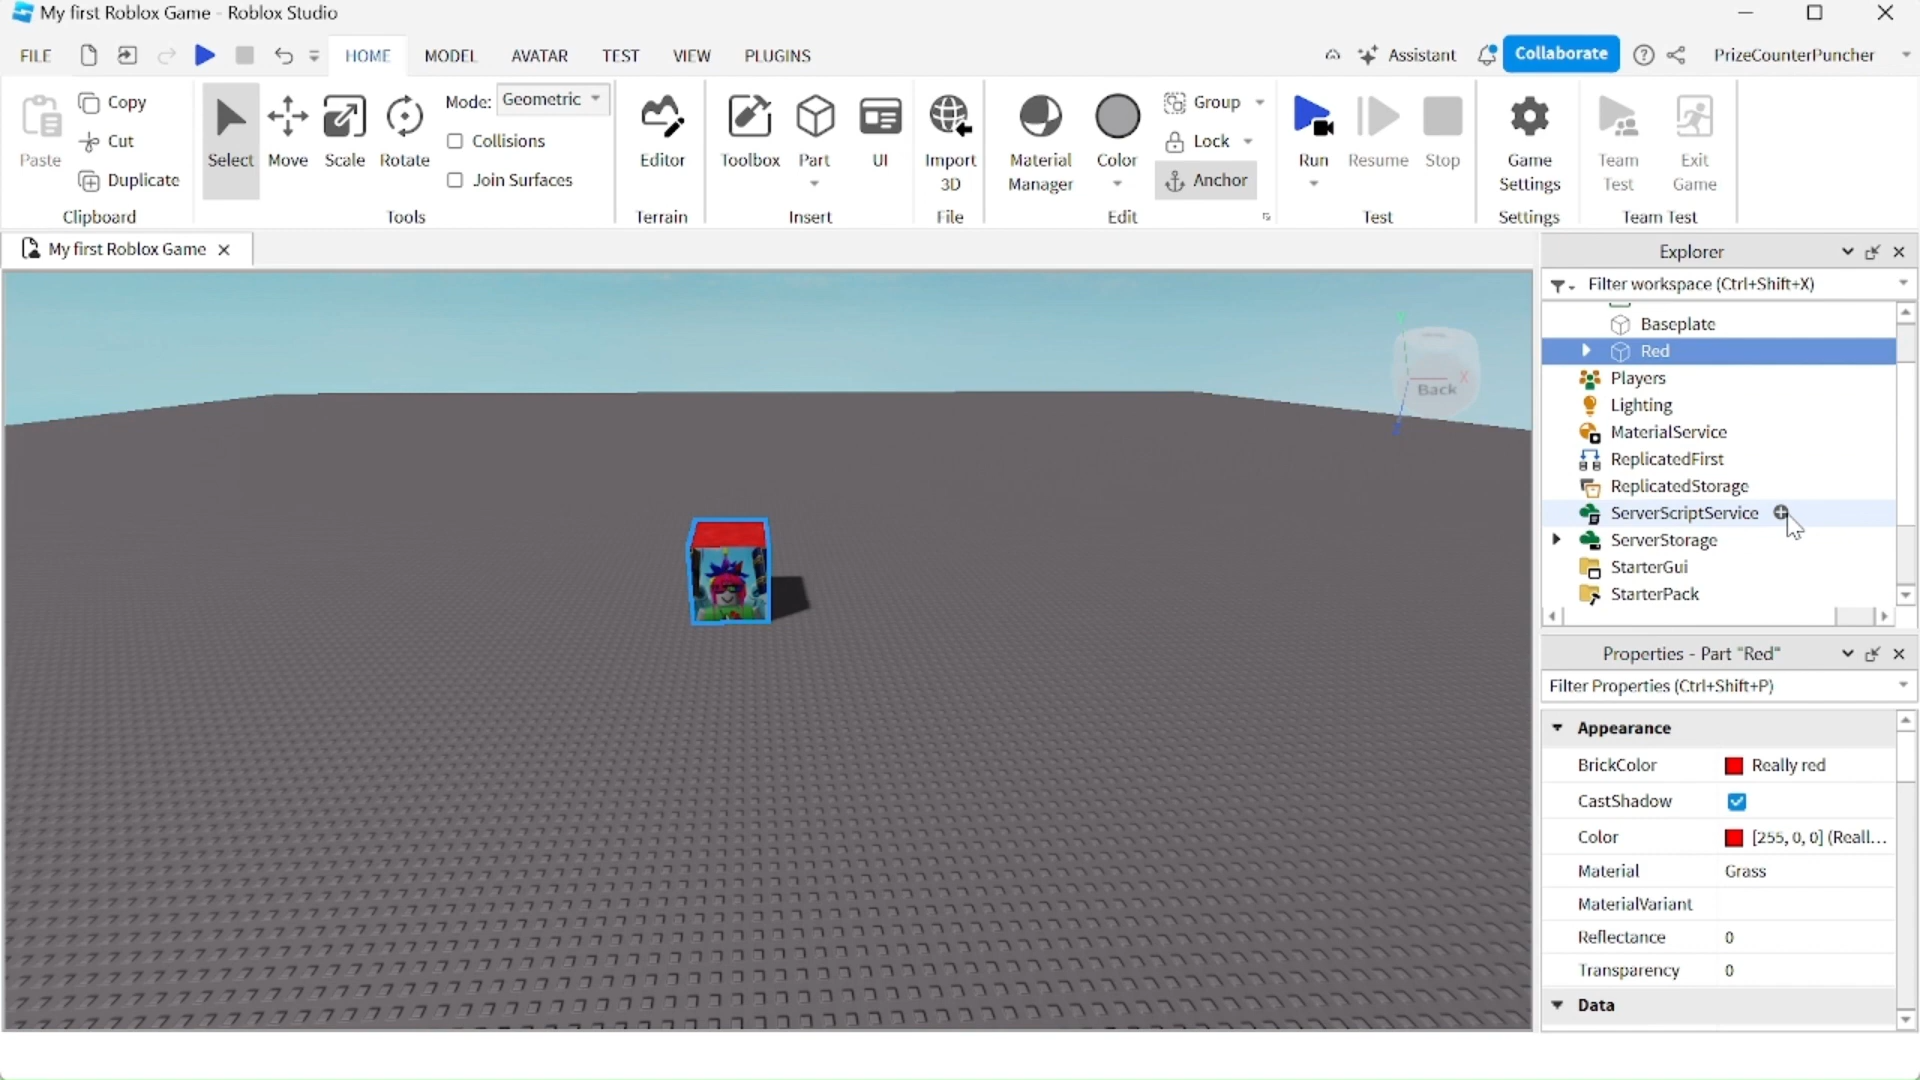 My first Roblox Game - Roblox Studio
FILE HOME MODEL AVATAR TEST VIEW PLUGINS Assistant Collaborate PrizeCounterPuncher
Paste
Copy
Cut
Duplicate
Clipboard
Select
Move
Scale
Rotate
Mode: Geometric
Collisions
Join Surfaces
Tools
Editor
Terrain
Toolbox
Part
UI
Insert
Import
3D
File
Material
Manager
Color
Group
Lock
Anchor
Edit
Run
Resume
Stop
Test
Game
Settings
Settings
Team
Test
Exit
Game
Team Test
My first Roblox Game
Back
X
Explorer
Filter workspace (Ctrl+Shift+X)
Baseplate
Red
Players
Lighting
MaterialService
ReplicatedFirst
ReplicatedStorage
ServerScriptService
ServerStorage
StarterGui
StarterPack
Properties - Part "Red"
Filter Properties (Ctrl+Shift+P)
Appearance
BrickColor Really red
CastShadow
Color [255, 0, 0] (Reall...
Material Grass
MaterialVariant
Reflectance 0
Transparency 0
Data